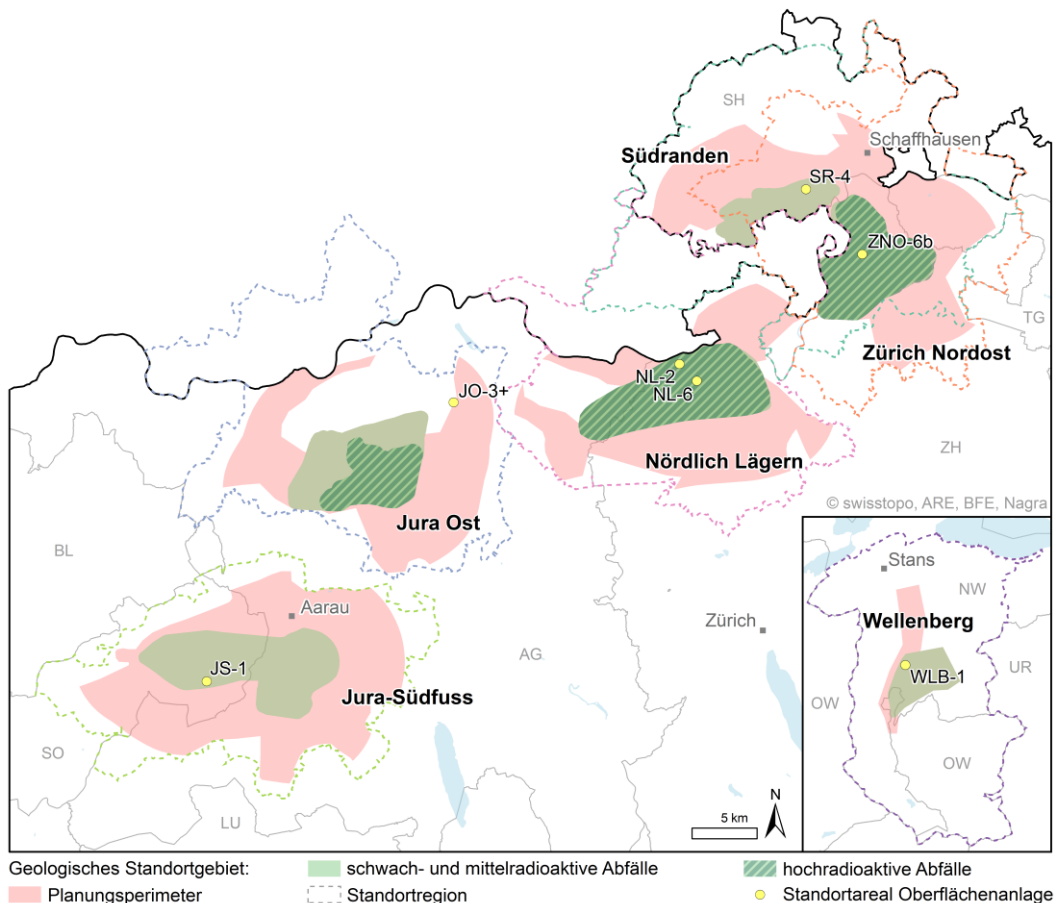 SH
Schaffhausen
Südranden
SR-4
ZNO-6b
TG
Zürich Nordost
NL-2
NL-6
JO-3+
Nördlich Lägern
ZH
© swisstopo, ARE, BFE, Nagra
Jura Ost
BL
Stans
NW
Aarau
Zürich
Wellenberg
JS-1
AG
WLB-1
UR
Jura-Südfuss
OW
SO
OW
LU
5 km
N
Geologisches Standortgebiet:
schwach- und mittelradioaktive Abfälle
hochradioaktive Abfälle
Planungsperimeter
Standortregion
Standortareal Oberflächenanlage